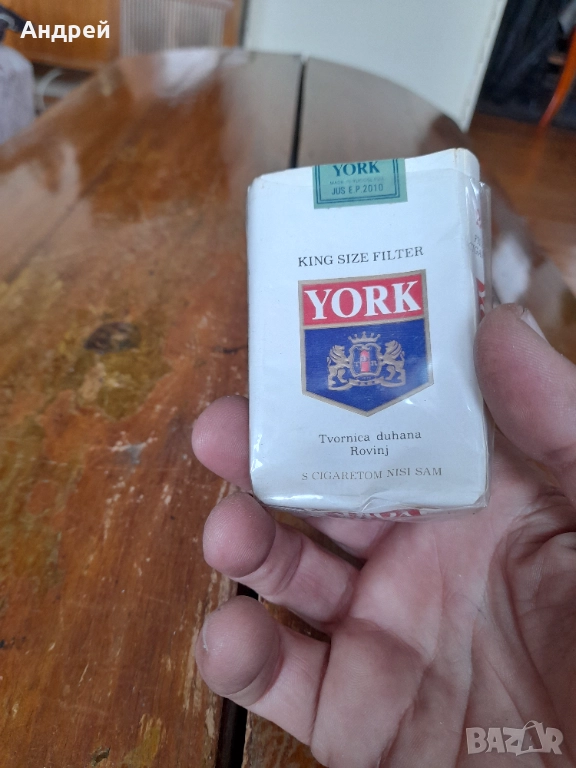 Андрей
YORK
JUS E.P. 2010
KING SIZE FILTER
YORK
Tvornica duhana
Rovinj
S CIGARETOM NISI SAM
BAZAR